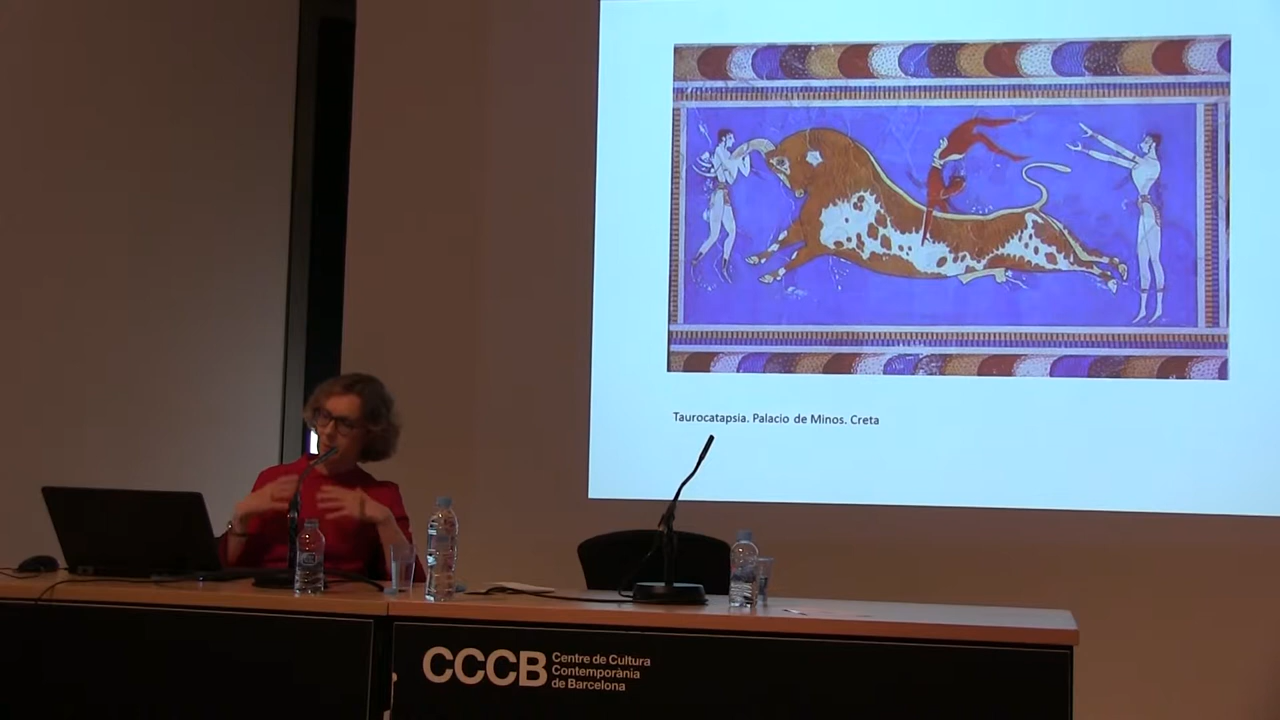 Taurocatapsia. Palacio de Minos. Creta
CCCB
Centre de Cultura
Contemporània
de Barcelona